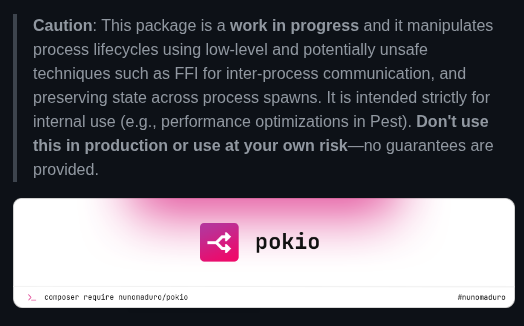 Caution: This package is a work in progress and it manipulates
process lifecycles using low-level and potentially unsafe
techniques such as FFI for inter-process communication, and
preserving state across process spawns. It is intended strictly for
internal use (e.g., performance optimizations in Pest). Don't use
this in production or use at your own risk—no guarantees are
provided.
pokio
>_ composer require nunomaduro/pokio
#nunomaduro